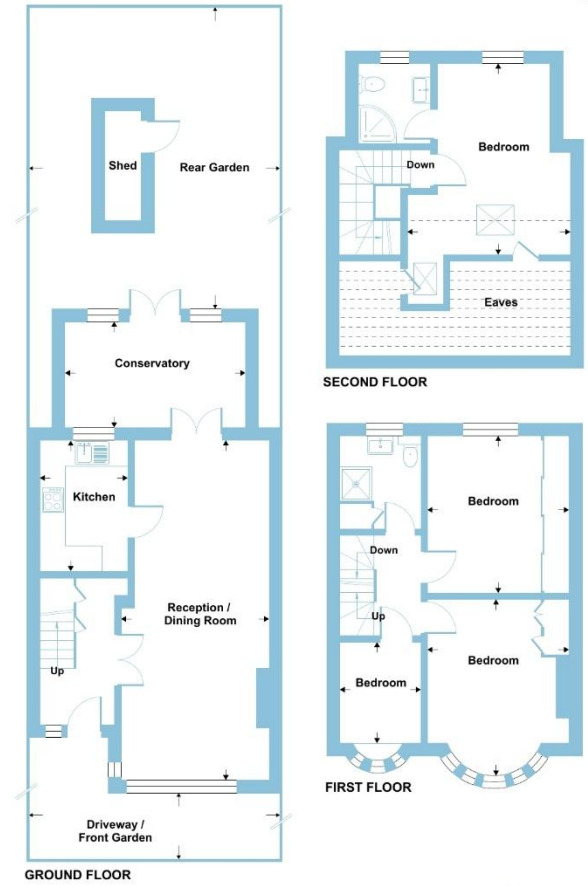 Shed
Rear Garden
Conservatory
Kitchen
Reception /
Dining Room
Up
Driveway /
Front Garden
GROUND FLOOR
Bedroom
Down
Eaves
SECOND FLOOR
Bedroom
Down
Up
Bedroom
Bedroom
FIRST FLOOR